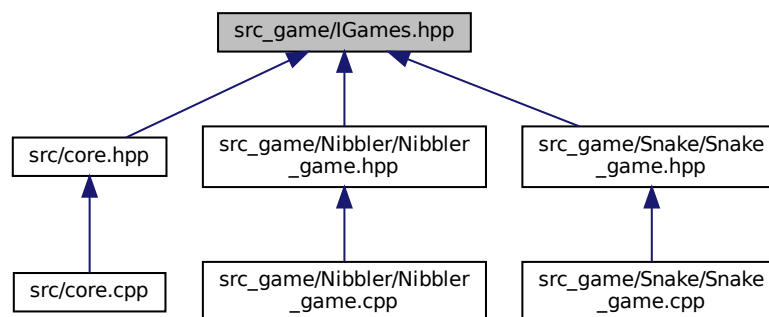 src_game/IGames.hpp
src/core.hpp
src_game/Nibbler/Nibbler
_game.hpp
src_game/Snake/Snake
_game.hpp
src/core.cpp
src_game/Nibbler/Nibbler
_game.cpp
src_game/Snake/Snake
_game.cpp